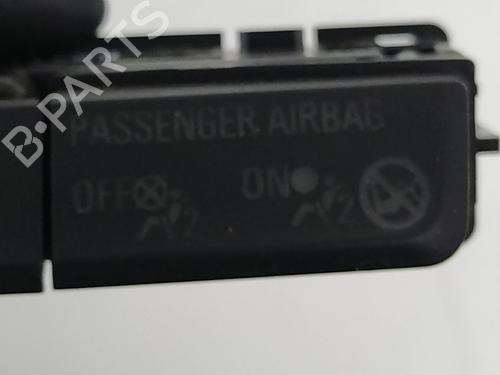 B-PARTS
PASSENGER AIRBAG
OFF 2 ON 2